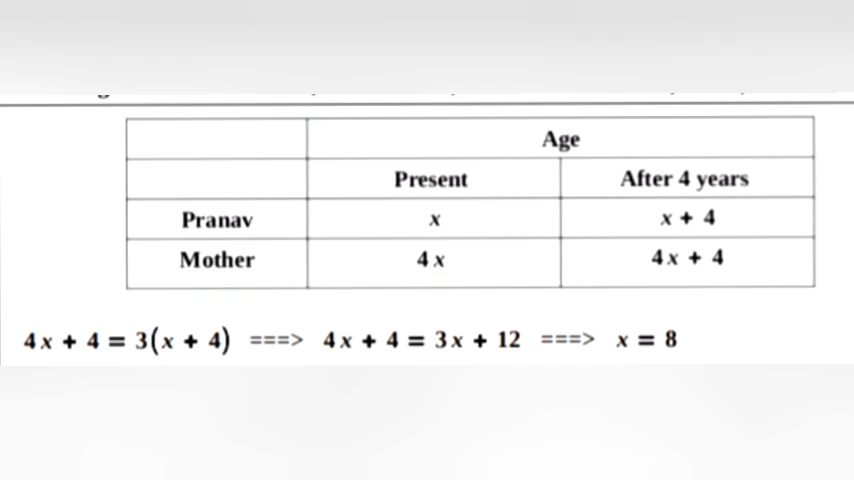 Age
Present After 4 years
Pranav x x + 4
Mother 4x 4x + 4
4x + 4 = 3(x + 4) ===> 4x + 4 = 3x + 12 ===> x = 8